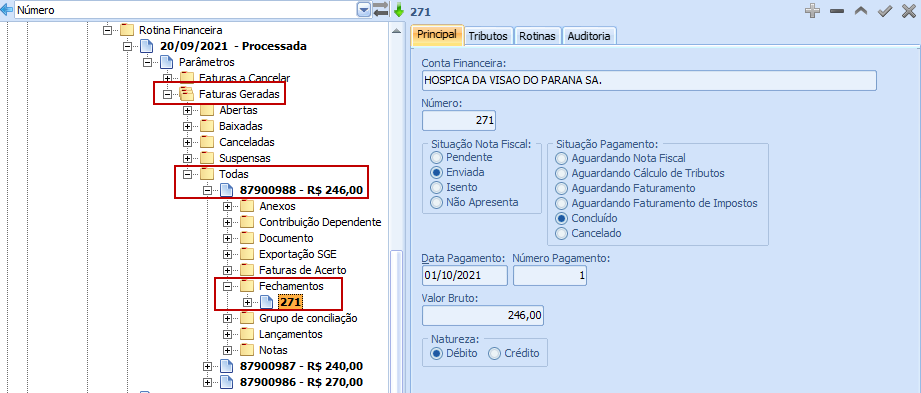 Número
271
Rotina Financeira
20/09/2021 - Processada
Parâmetros
Faturas a Cancelar
Faturas Geradas
Abertas
Baixadas
Canceladas
Suspensas
Todas
87900988 - R$ 246,00
Anexos
Contribuição Dependente
Documento
Exportação SGE
Faturas de Acerto
Fechamentos
271
Grupo de conciliação
Lançamentos
Notas
87900987 - R$ 240,00
87900986 - R$ 270,00
Principal Tributos Rotinas Auditoria
Conta Financeira:
HOSPICA DA VISAO DO PARANA SA.
Número:
271
Situação Nota Fiscal:
Pendente
Enviada
Isento
Não Apresenta
Situação Pagamento:
Aguardando Nota Fiscal
Aguardando Cálculo de Tributos
Aguardando Faturamento
Aguardando Faturamento de Impostos
Concluído
Cancelado
Data Pagamento: Número Pagamento:
01/10/2021 1
Valor Bruto:
246,00
Natureza:
Débito Crédito